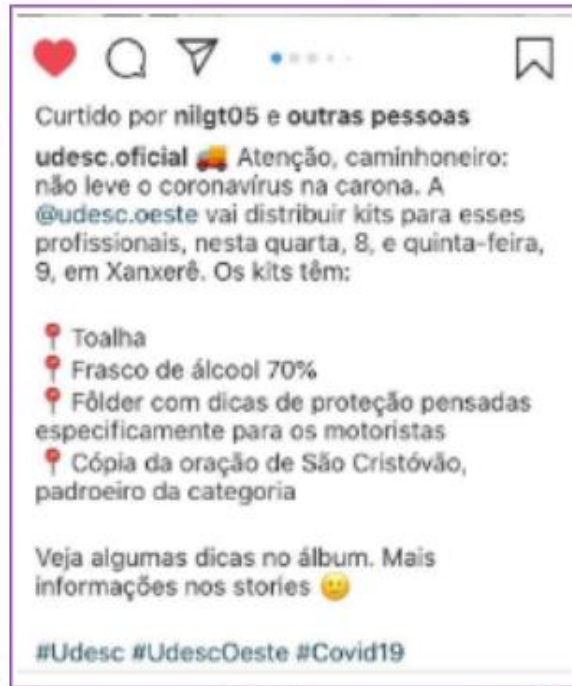 Curtido por nilgt05 e outras pessoas
udesc.oficial 🚚 Atenção, caminhoneiro:
não leve o coronavírus na carona. A
@udesc.oeste vai distribuir kits para esses
profissionais, nesta quarta, 8, e quinta-feira,
9, em Xanxerê. Os kits têm:
📍 Toalha
📍 Frasco de álcool 70%
📍 Fôlder com dicas de proteção pensadas
especificamente para os motoristas
📍 Cópia da oração de São Cristóvão,
padroeiro da categoria
Veja algumas dicas no álbum. Mais
informações nos stories 🙂
#Udesc #UdescOeste #Covid19